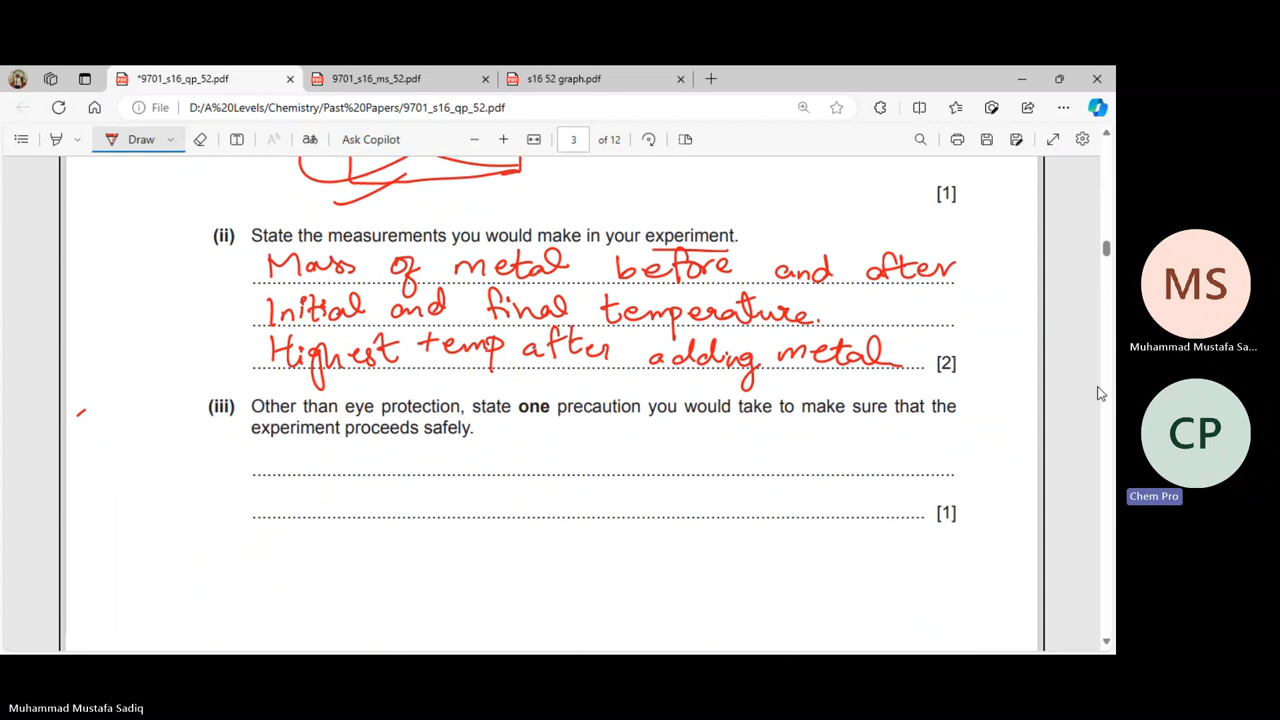 *9701_s16_qp_52.pdf
9701_s16_ms_52.pdf
s16 52 graph.pdf
File
D:/A%20Levels/Chemistry/Past%20Papers/9701_s16_qp_52.pdf
Draw
Ask Copilot
3 of 12
[1]
(ii) State the measurements you would make in your experiment.
Mass of metal before and after
Initial and final temperature.
Highest temp after adding metal [2]
(iii) Other than eye protection, state one precaution you would take to make sure that the
experiment proceeds safely.
[1]
MS
Muhammad Mustafa Sa...
CP
Chem Pro
Muhammad Mustafa Sadiq